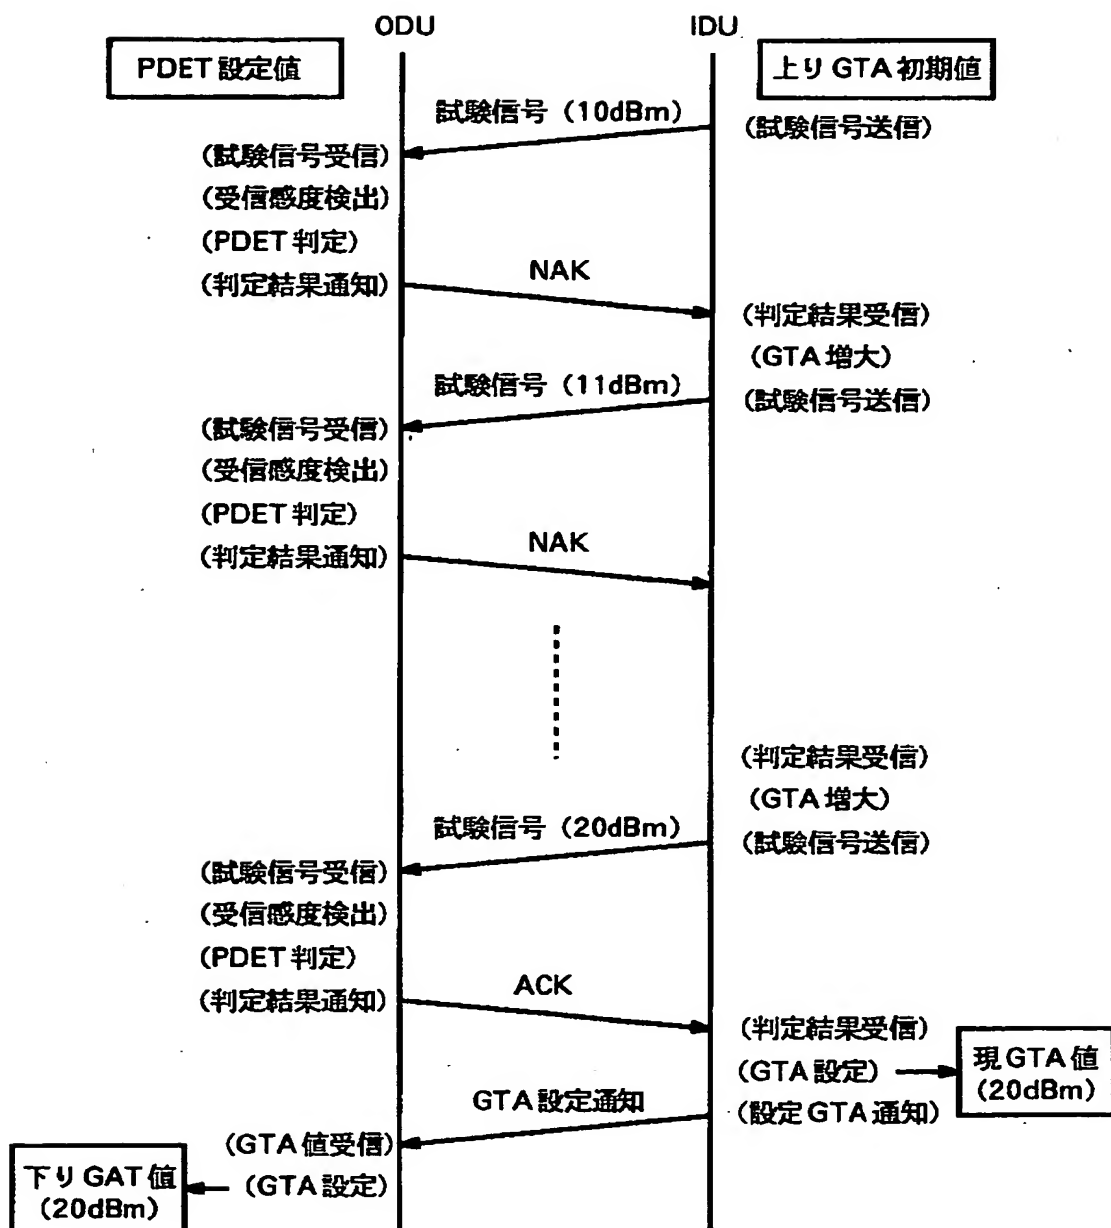 ODU
IDU
PDET 設定値
上り GTA 初期値
試験信号 (10dBm)
(試験信号送信)
(試験信号受信)
(受信感度検出)
(PDET 判定)
(判定結果通知)
NAK
(判定結果受信)
(GTA 増大)
試験信号 (11dBm)
(試験信号送信)
(試験信号受信)
(受信感度検出)
(PDET 判定)
(判定結果通知)
NAK
(判定結果受信)
(GTA 増大)
試験信号 (20dBm)
(試験信号送信)
(試験信号受信)
(受信感度検出)
(PDET 判定)
(判定結果通知)
ACK
(判定結果受信)
(GTA 設定)
現 GTA 値
(20dBm)
GTA 設定通知
(設定 GTA 通知)
(GTA 値受信)
(GTA 設定)
下り GAT 値
(20dBm)